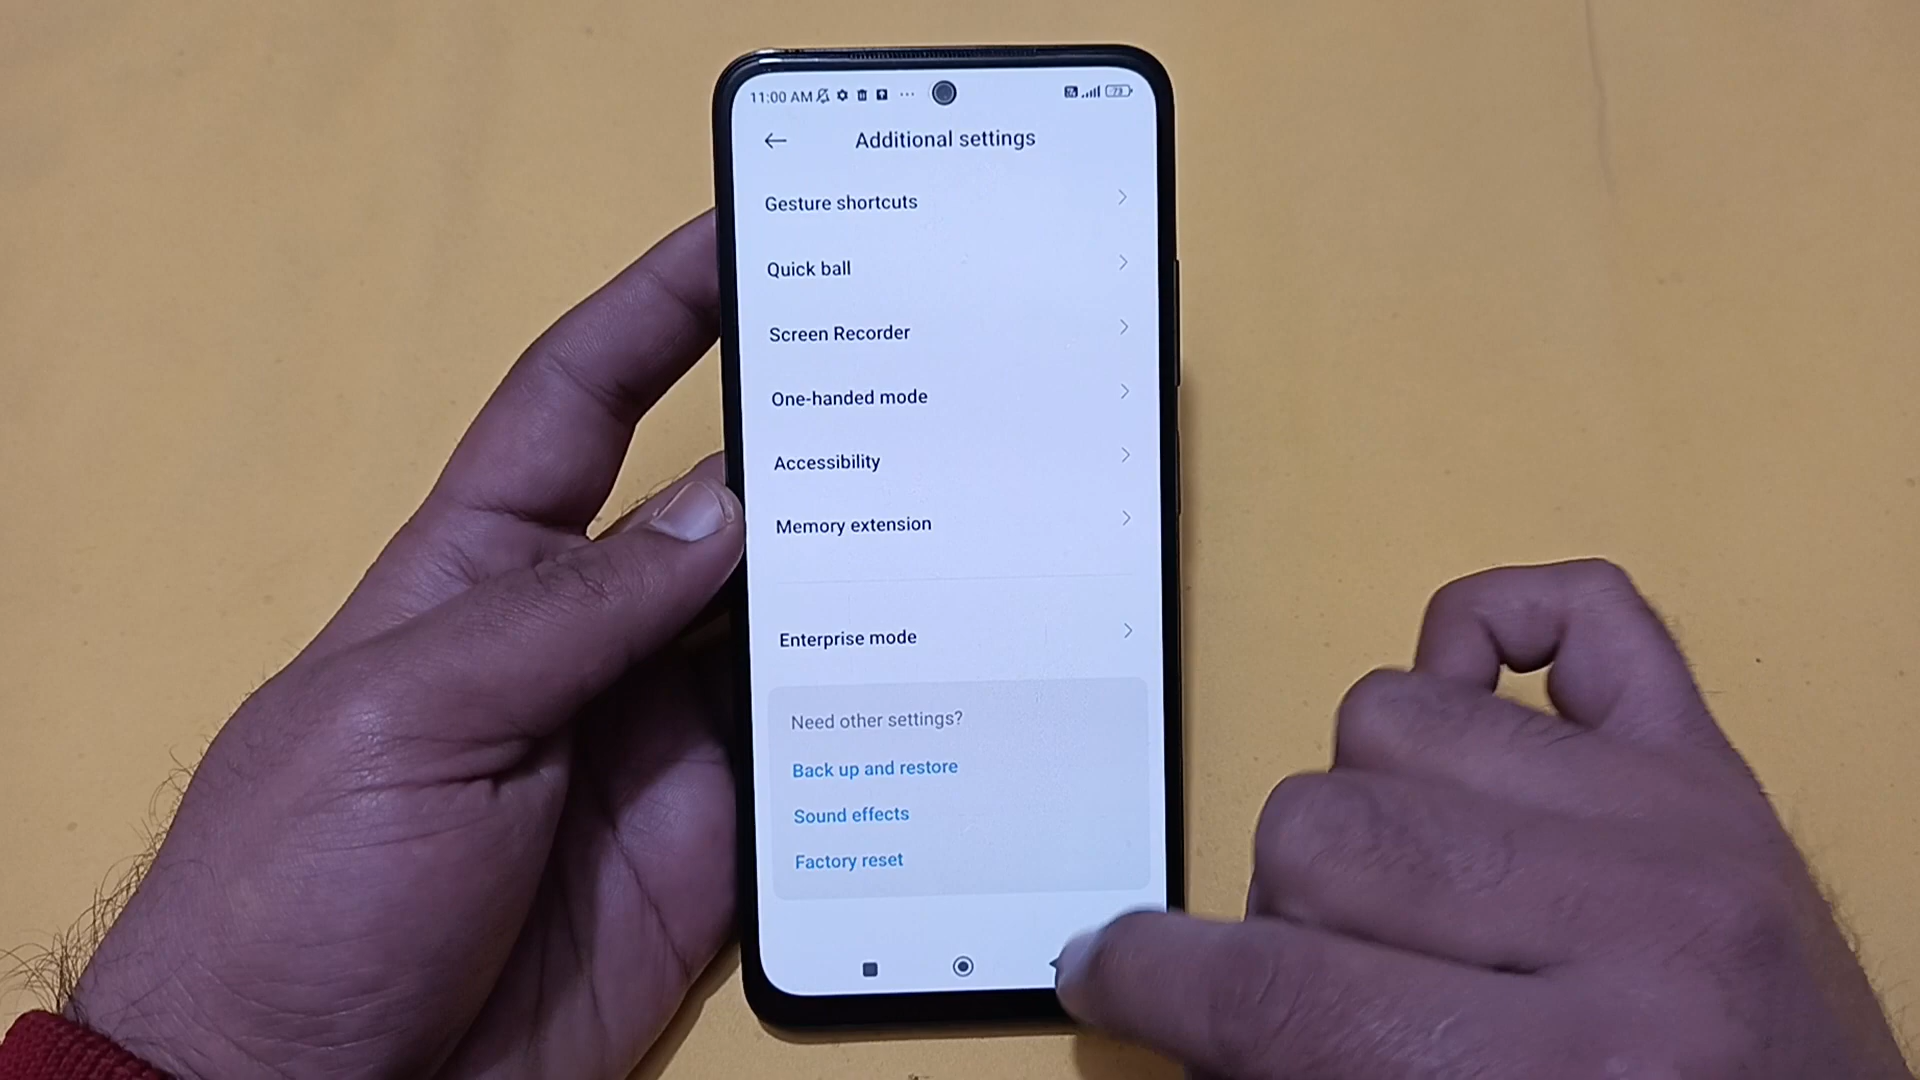 11:00 AM
73
Additional settings
Gesture shortcuts
Quick ball
Screen Recorder
One-handed mode
Accessibility
Memory extension
Enterprise mode
Need other settings?
Back up and restore
Sound effects
Factory reset